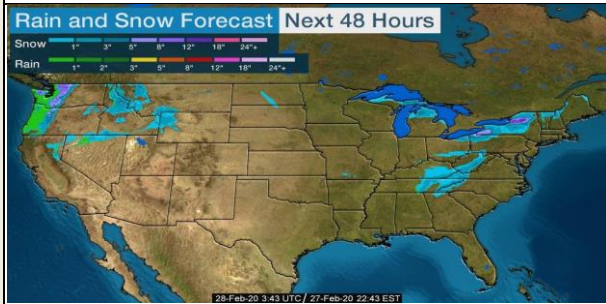 Rain and Snow Forecast Next 48 Hours
Snow
1" 3" 5" 8" 12" 18" 24"+
Rain
1" 2" 3" 5" 8" 12" 18" 24"+
28-Feb-20 3:43 UTC / 27-Feb-20 22:43 EST